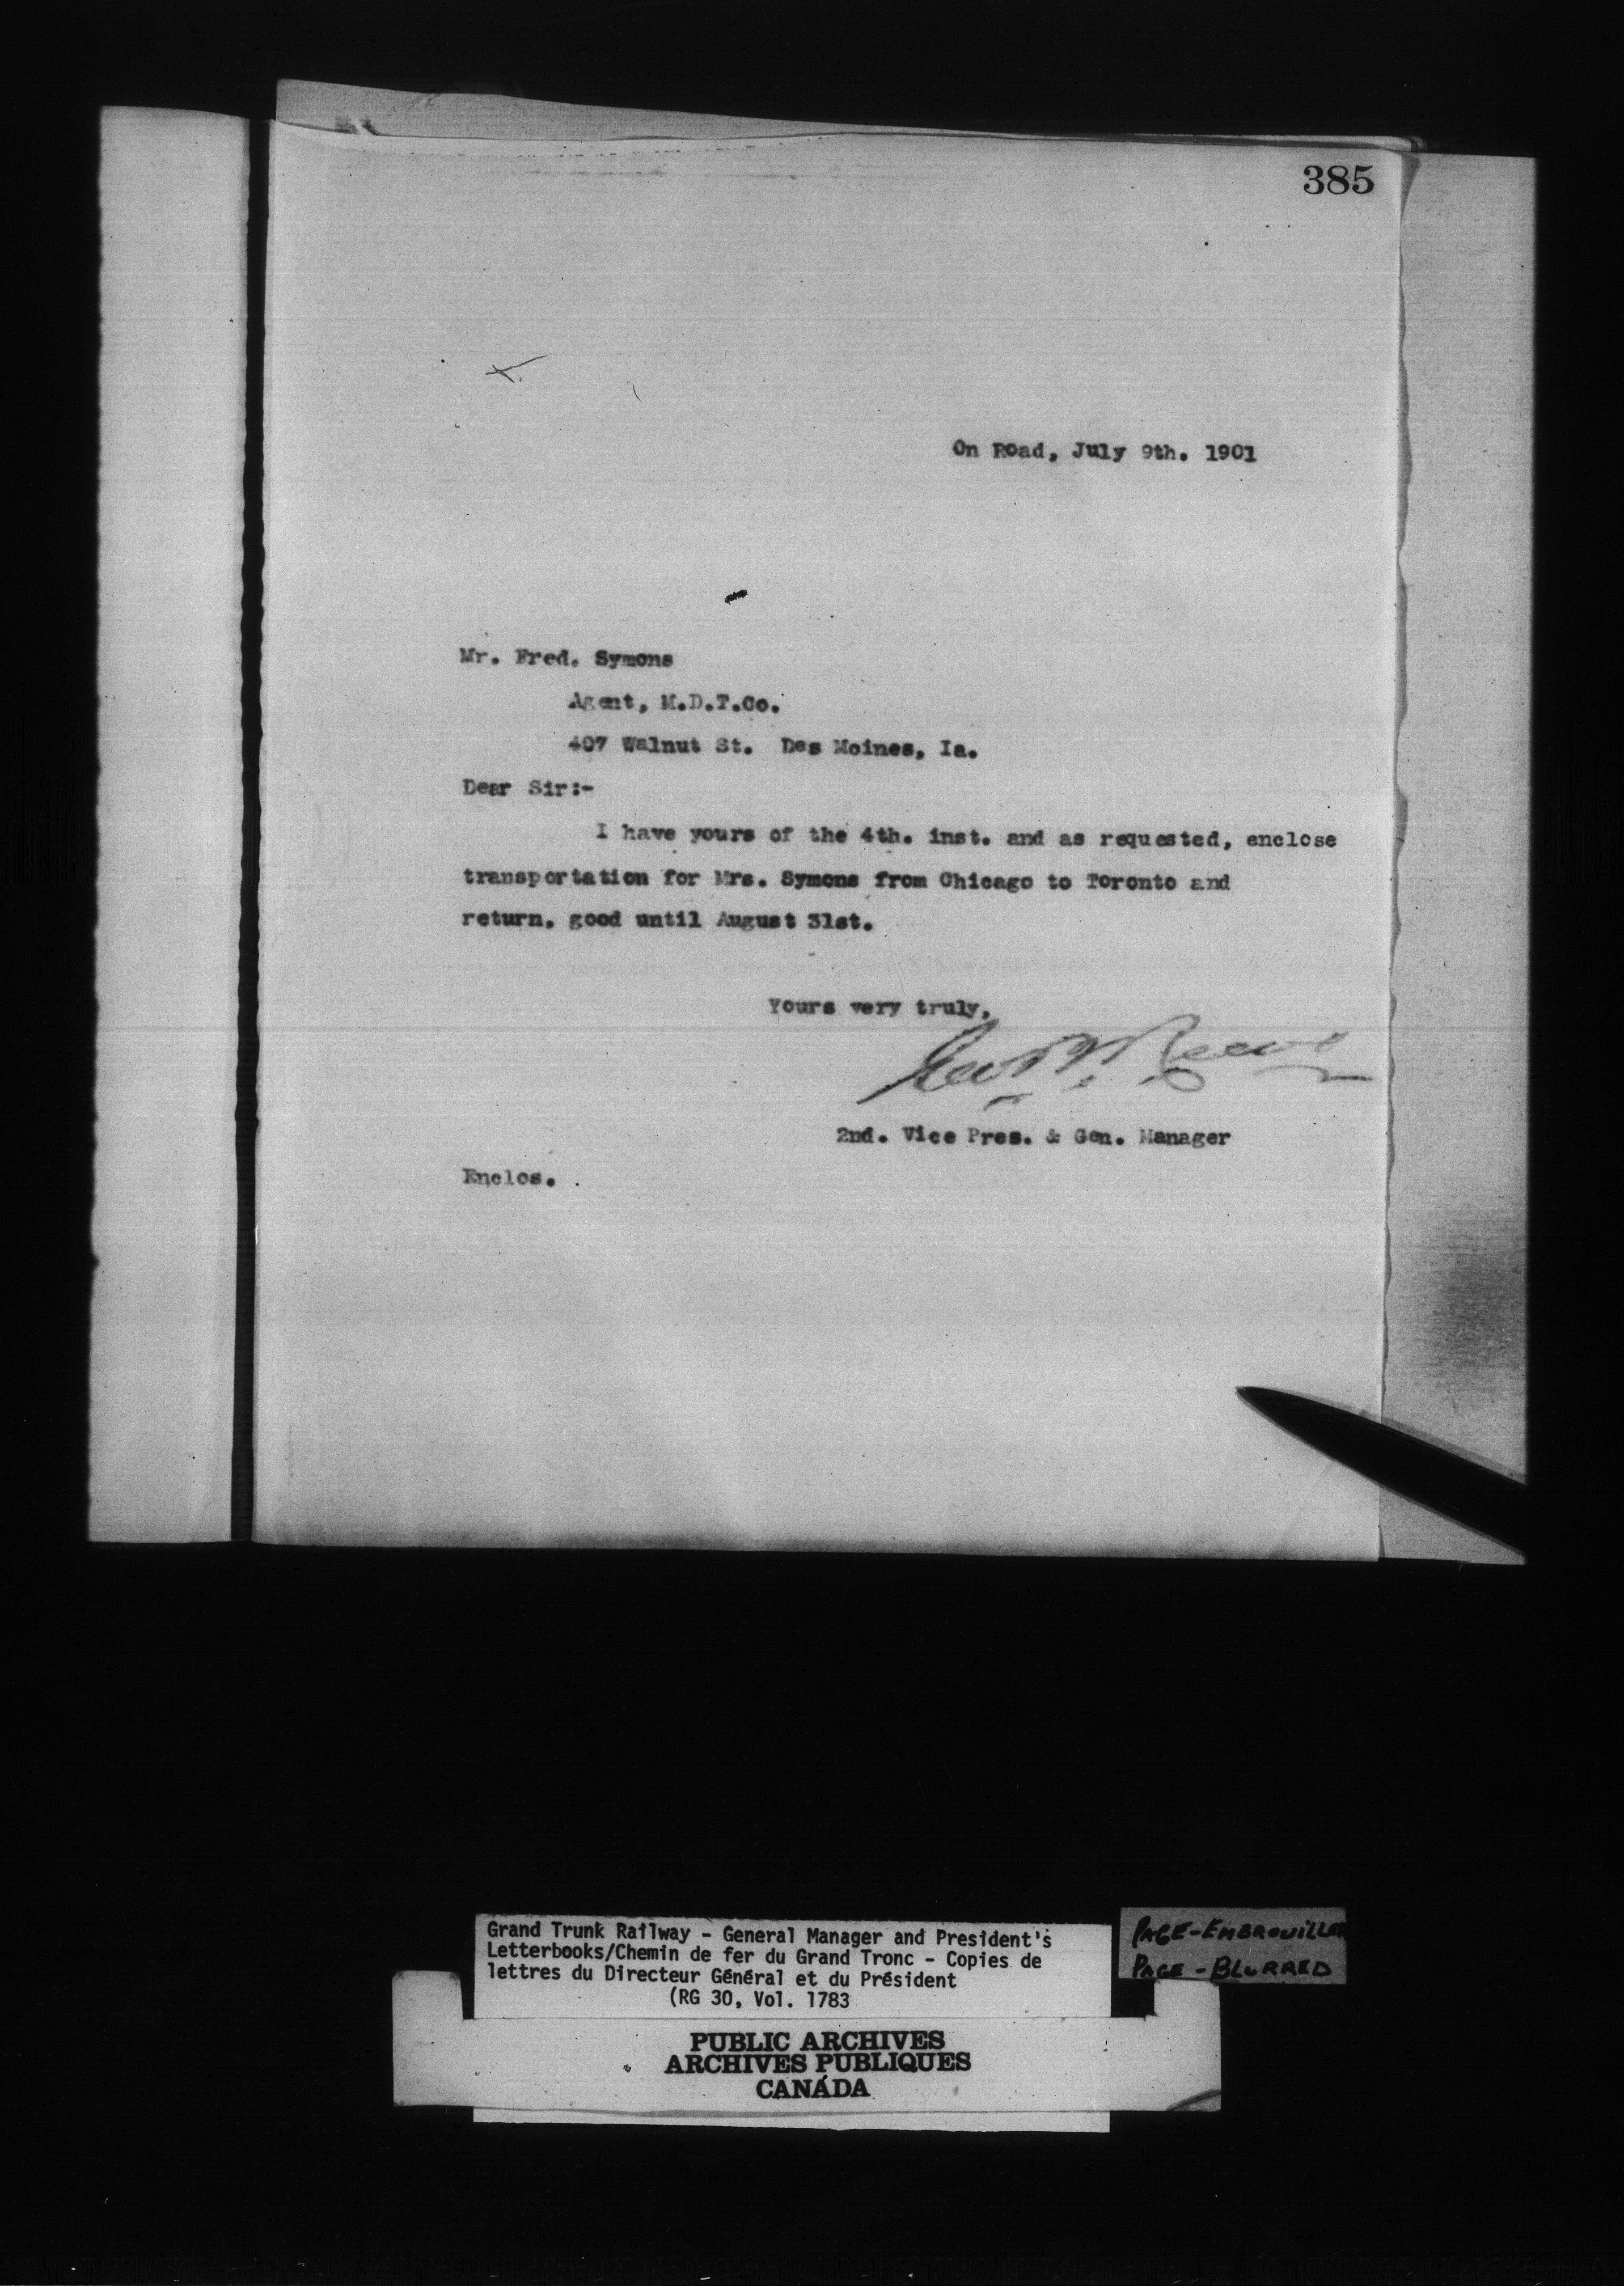 385
On Road, July 9th. 1901
Mr. Fred. Symons
Agent, M.D.T.Co.
407 Walnut St. Des Moines, Ia.
Dear Sir:-
I have yours of the 4th. inst. and as requested, enclose
transportation for Mrs. Symons from Chicago to Toronto and
return, good until August 31st.
Yours very truly,
Geo. B. Reeve
2nd. Vice Pres. & Gen. Manager
Enclos.
Grand Trunk Railway - General Manager and President's
Letterbooks/Chemin de fer du Grand Tronc - Copies de
lettres du Directeur Général et du Président
(RG 30, Vol. 1783
PAGE-EMBROUILLER
PAGE - BLURRED
PUBLIC ARCHIVES
ARCHIVES PUBLIQUES
CANADA